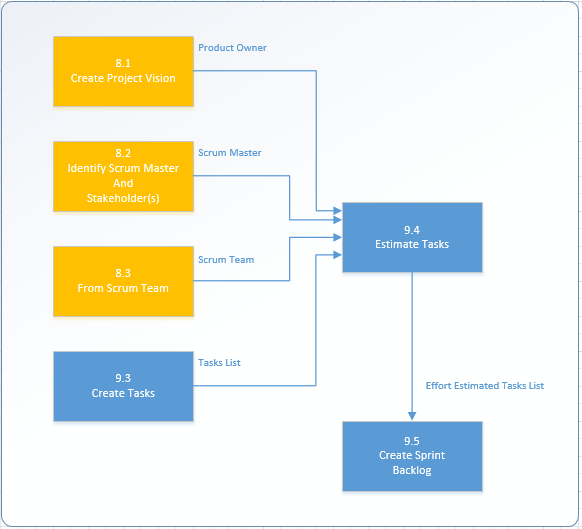 Product Owner
8.1
Create Project Vision
8.2
Identify Scrum Master
And
Stakeholder(s)
Scrum Master
8.3
From Scrum Team
Scrum Team
9.3
Create Tasks
Tasks List
9.4
Estimate Tasks
Effort Estimated Tasks List
9.5
Create Sprint
Backlog